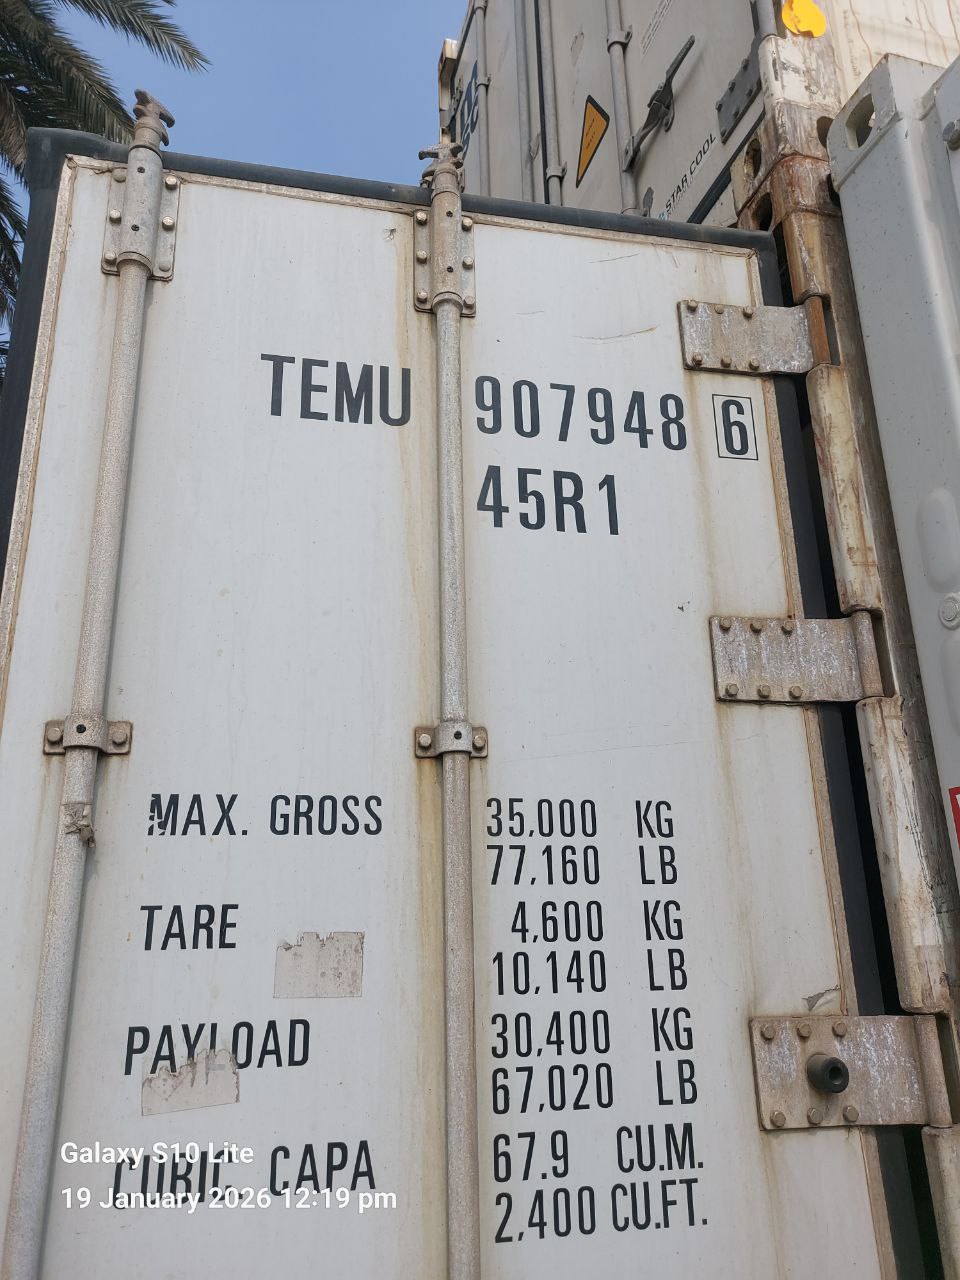 STAR COOL
TEMU 907948 6
45R1
MAX. GROSS 35,000 KG
77,160 LB
TARE 4,600 KG
10,140 LB
PAYLOAD 30,400 KG
67,020 LB
CUBIC CAPA 67.9 CU.M.
2,400 CU.FT.
Galaxy S10 Lite
19 January 2026 12:19 pm